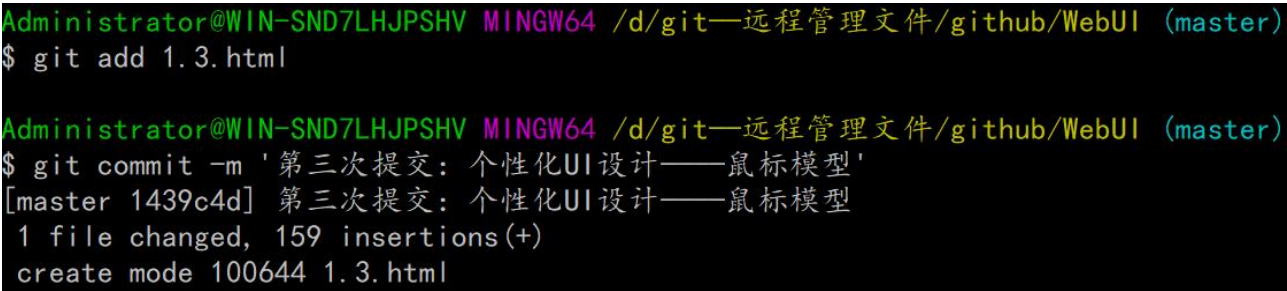 Administrator@WIN-SND7LHJPSHV MINGW64 /d/git—远程管理文件/github/WebUI (master)
$ git add 1.3.html
Administrator@WIN-SND7LHJPSHV MINGW64 /d/git—远程管理文件/github/WebUI (master)
$ git commit -m '第三次提交：个性化UI设计——鼠标模型'
[master 1439c4d] 第三次提交：个性化UI设计——鼠标模型
1 file changed, 159 insertions(+)
create mode 100644 1.3.html